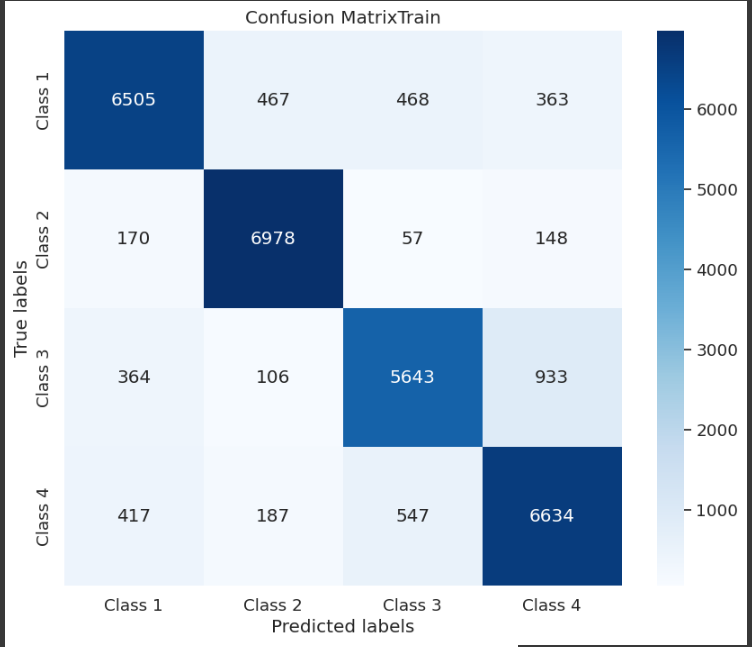 Confusion MatrixTrain
Class 1
6505 467 468 363
Class 2
170 6978 57 148
Class 3
364 106 5643 933
Class 4
417 187 547 6634
Class 1 Class 2 Class 3 Class 4
Predicted labels
True labels
6000
5000
4000
3000
2000
1000